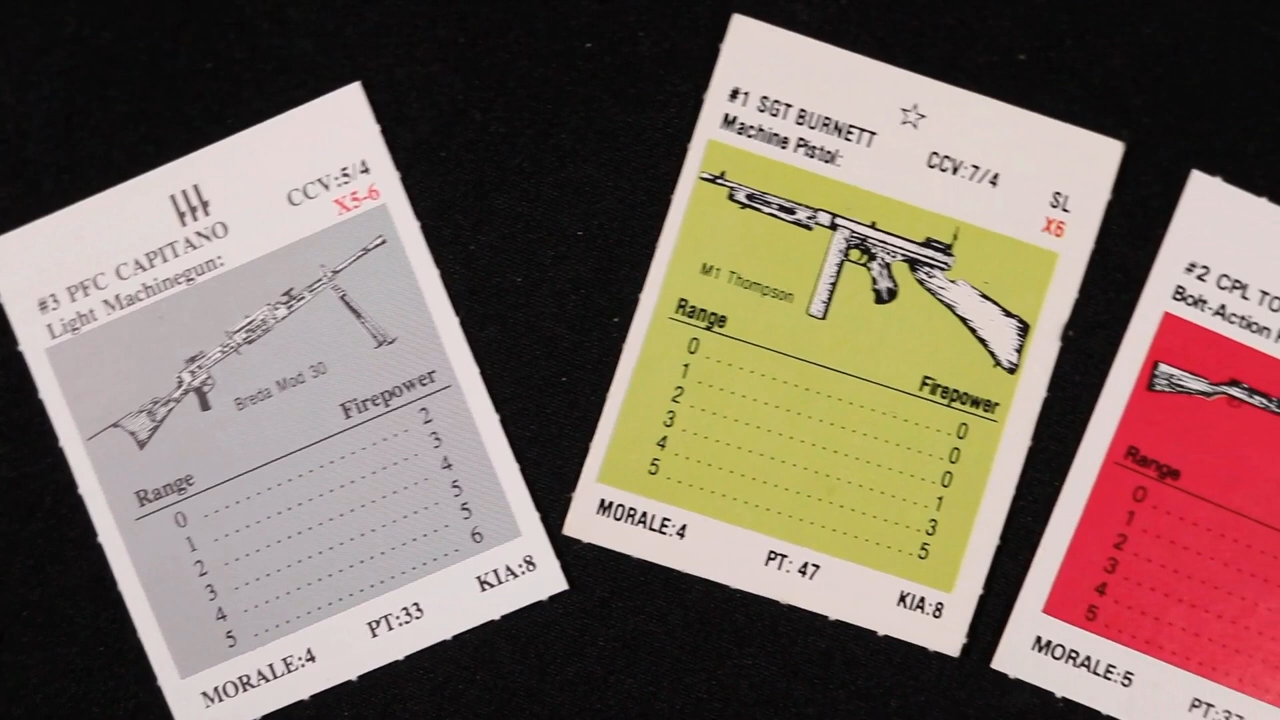 #3 PFC CAPITANO
CCV:5/4
Light Machinegun:
X5-6
Breda Mod 30
Range Firepower
0 2
1 3
2 4
3 5
4 5
5 6
MORALE:4 PT:33 KIA:8
#1 SGT BURNETT
CCV:7/4
SL
Machine Pistol:
X6
M1 Thompson
Range Firepower
0 0
1 0
2 0
3 1
4 3
5 5
MORALE:4 PT: 47 KIA:8
#2 CPL
Bolt-Action
Range
0
1
2
3
4
5
MORALE:5